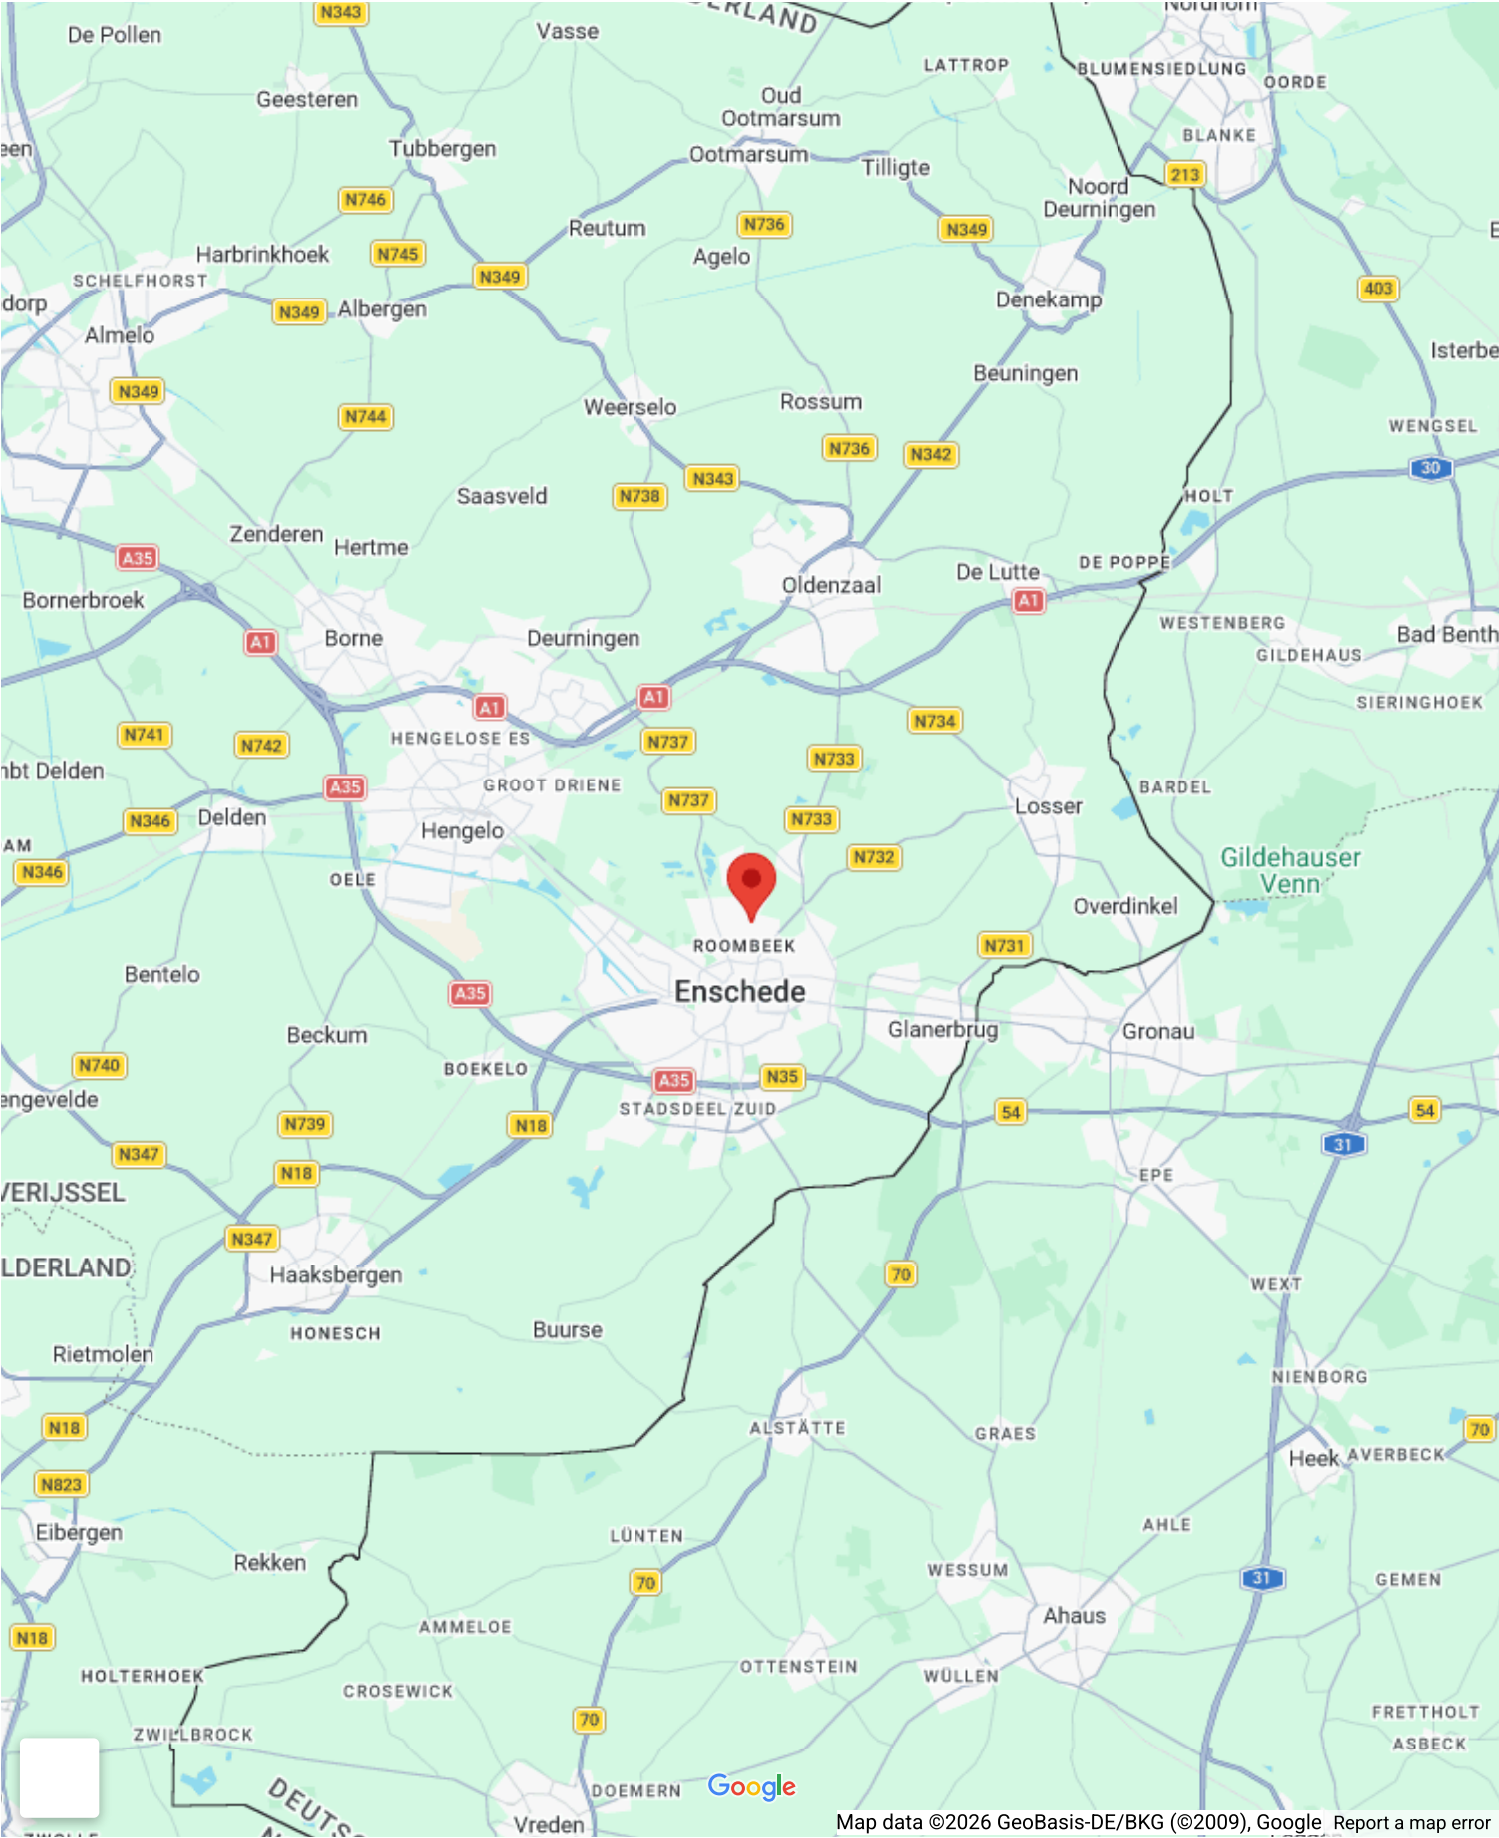 N343
De Pollen
Vasse
LATTROP
BLUMENSIEDLUNG
OORDE
Geesteren
Oud
Ootmarsum
BLANKE
Tubbergen
Ootmarsum
Tilligte
213
N746
Noord
Deurningen
Reutum
N736
N349
Harbrinkhoek
N745
Agelo
SCHELFHORST
N349
403
N349
Albergen
Denekamp
Almelo
Beuningen
N349
Weerselo
Rossum
N744
WENGSEL
N736
N342
30
N343
Saasveld
N738
HOLT
Zenderen
Hertme
A35
DE POPPE
De Lutte
Oldenzaal
Bornerbroek
A1
WESTENBERG
Borne
Deurningen
A1
GILDEHAUS
A1
A1
SIERINGHOEK
N734
N741
N742
HENGELOSE ES
N737
N733
GROOT DRIENE
A35
BARDEL
N737
Losser
Delden
N346
N733
Hengelo
N732
Gildehauser
Venn
N346
OELE
Overdinkel
ROOMBEEK
N731
Bentelo
Enschede
A35
Glanerbrug
Gronau
Beckum
BOEKELO
N740
A35
N35
STADSDEEL ZUID
54
54
N739
N18
31
N347
N18
EPE
N347
Haaksbergen
70
WEXT
Buurse
HONESCH
Rietmolen
NIENBORG
N18
ALSTÄTTE
GRAES
70
Heek
AVERBECK
N823
Eibergen
LÜNTEN
AHLE
Rekken
WESSUM
70
31
GEMEN
Ahaus
AMMELOE
N18
OTTENSTEIN
WÜLLEN
HOLTERHOEK
CROSEWICK
FRETTHOLT
70
ZWILLBROCK
ASBECK
DOEMERN
Google
Vreden
Map data ©2026 GeoBasis-DE/BKG (©2009), Google
Report a map error